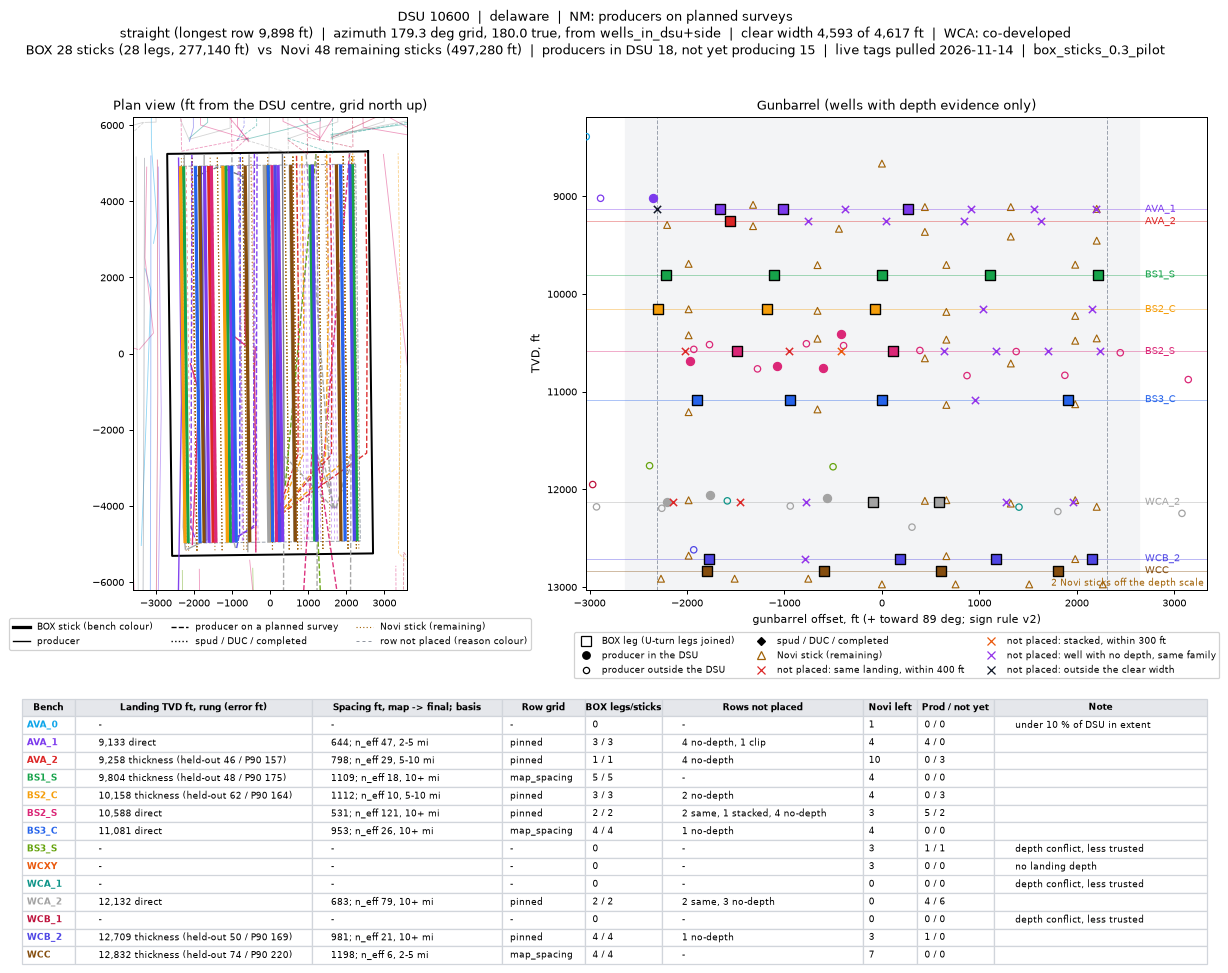 DSU 10600 | delaware | NM: producers on planned surveys
straight (longest row 9,898 ft) | azimuth 179.3 deg grid, 180.0 true, from wells_in_dsu+side | clear width 4,593 of 4,617 ft | WCA: co-developed
BOX 28 sticks (28 legs, 277,140 ft) vs Novi 48 remaining sticks (497,280 ft) | producers in DSU 18, not yet producing 15 | live tags pulled 2026-11-14 | box_sticks_0.3_pilot
Plan view (ft from the DSU centre, grid north up)
6000
4000
2000
0
−2000
−4000
−6000
−3000 −2000 −1000 0 1000 2000 3000
BOX stick (bench colour)
producer
producer on a planned survey
spud / DUC / completed
Novi stick (remaining)
row not placed (reason colour)
Gunbarrel (wells with depth evidence only)
TVD, ft
9000
10000
11000
12000
13000
AVA_1
AVA_2
BS1_S
BS2_C
BS2_S
BS3_C
WCA_2
WCB_2
WCC
2 Novi sticks off the depth scale
−3000 −2000 −1000 0 1000 2000 3000
gunbarrel offset, ft (+ toward 89 deg; sign rule v2)
BOX leg (U-turn legs joined)
producer in the DSU
producer outside the DSU
spud / DUC / completed
Novi stick (remaining)
not placed: same landing, within 400 ft
not placed: stacked, within 300 ft
not placed: well with no depth, same family
not placed: outside the clear width
Bench Landing TVD ft, rung (error ft) Spacing ft, map -> final; basis Row grid BOX legs/sticks Rows not placed Novi left Prod / not yet Note
AVA_0 - - - 0 - 1 0 / 0 under 10 % of DSU in extent
AVA_1 9,133 direct 644; n_eff 47, 2-5 mi pinned 3 / 3 4 no-depth, 1 clip 4 4 / 0
AVA_2 9,258 thickness (held-out 46 / P90 157) 798; n_eff 29, 5-10 mi pinned 1 / 1 4 no-depth 10 0 / 3
BS1_S 9,804 thickness (held-out 48 / P90 175) 1109; n_eff 18, 10+ mi map_spacing 5 / 5 - 4 0 / 0
BS2_C 10,158 thickness (held-out 62 / P90 164) 1112; n_eff 10, 5-10 mi pinned 3 / 3 2 no-depth 4 0 / 3
BS2_S 10,588 direct 531; n_eff 121, 10+ mi pinned 2 / 2 2 same, 1 stacked, 4 no-depth 3 5 / 2
BS3_C 11,081 direct 953; n_eff 26, 10+ mi map_spacing 4 / 4 1 no-depth 4 0 / 0
BS3_S - - - 0 - 3 1 / 1 depth conflict, less trusted
WCXY - - - 0 - 3 0 / 0 no landing depth
WCA_1 - - - 0 - 0 0 / 0 depth conflict, less trusted
WCA_2 12,132 direct 683; n_eff 79, 10+ mi pinned 2 / 2 2 same, 3 no-depth 0 4 / 6
WCB_1 - - - 0 - 0 0 / 0 depth conflict, less trusted
WCB_2 12,709 thickness (held-out 50 / P90 169) 981; n_eff 21, 10+ mi pinned 4 / 4 1 no-depth 3 1 / 0
WCC 12,832 thickness (held-out 74 / P90 220) 1198; n_eff 6, 2-5 mi map_spacing 4 / 4 - 7 0 / 0